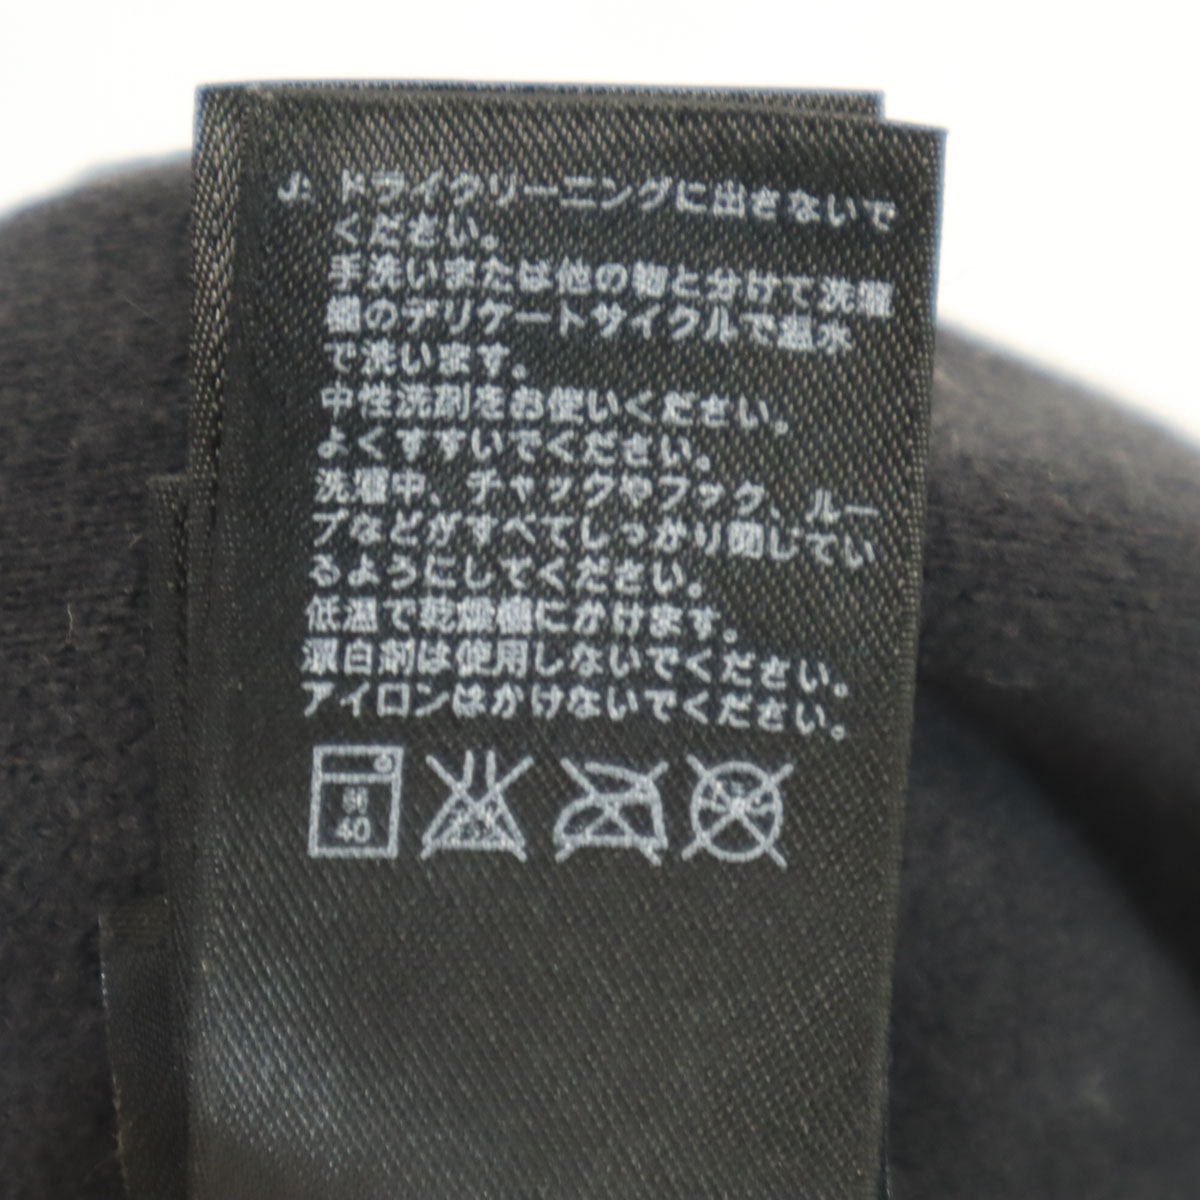 J: ドライクリーニングに出さないで
ください。
手洗いまたは他の物と分けて洗濯
機のデリケートサイクルで温水
で洗います。
中性洗剤をお使いください。
よくすすいでください。
洗濯中、チャックやフック、ルー
プなどがすべてしっかり閉じてい
るようにしてください。
低温で乾燥機にかけます。
漂白剤は使用しないでください。
アイロンはかけないでください。
弱
40